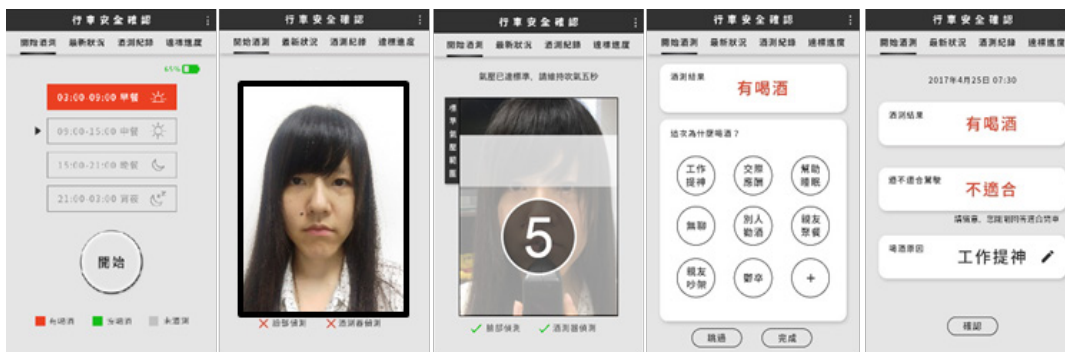 行車安全確認
開始酒測 最新狀況 酒測紀錄 達標進度
65%
03:00-09:00 早餐
09:00-15:00 中餐
15:00-21:00 晚餐
21:00-03:00 宵夜
開始
有喝酒 沒喝酒 未酒測
行車安全確認
開始酒測 最新狀況 酒測紀錄 達標進度
臉部偵測 酒測器偵測
行車安全確認
開始酒測 最新狀況 酒測紀錄 達標進度
氣壓已達標準，請維持吹氣五秒
標準氣壓範圍
5
臉部偵測 酒測器偵測
行車安全確認
開始酒測 最新狀況 酒測紀錄 達標進度
酒測結果
有喝酒
這次為什麼喝酒？
工作提神
交際應酬
幫助睡眠
無聊
別人勸酒
親友聚餐
親友吵架
鬱卒
+
跳過 完成
行車安全確認
開始酒測 最新狀況 酒測紀錄 達標進度
2017年4月25日 07:30
酒測結果
有喝酒
適不適合駕駛
不適合
喝酒原因
工作提神
確認